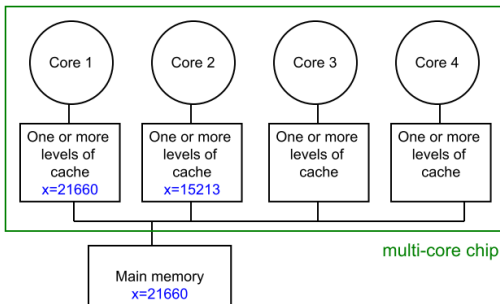 Core 1
Core 2
Core 3
Core 4
One or more
levels of
cache
x=21660
One or more
levels of
cache
x=15213
One or more
levels of
cache
One or more
levels of
cache
multi-core chip
Main memory
x=21660